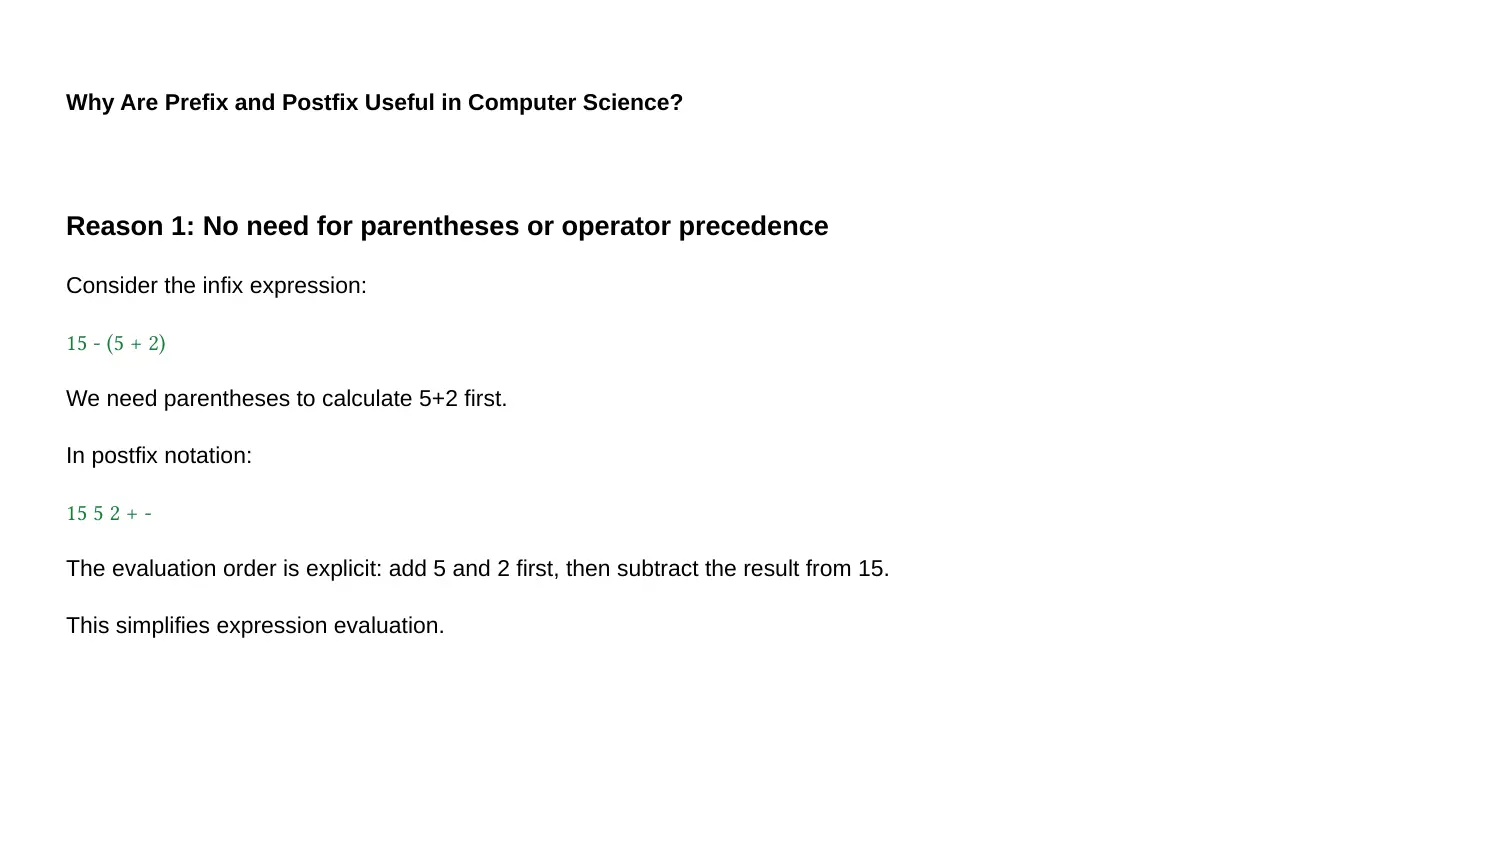 Why Are Prefix and Postfix Useful in Computer Science?
Reason 1: No need for parentheses or operator precedence
Consider the infix expression:
15 - (5 + 2)
We need parentheses to calculate 5+2 first.
In postfix notation:
15 5 2 + -
The evaluation order is explicit: add 5 and 2 first, then subtract the result from 15.
This simplifies expression evaluation.